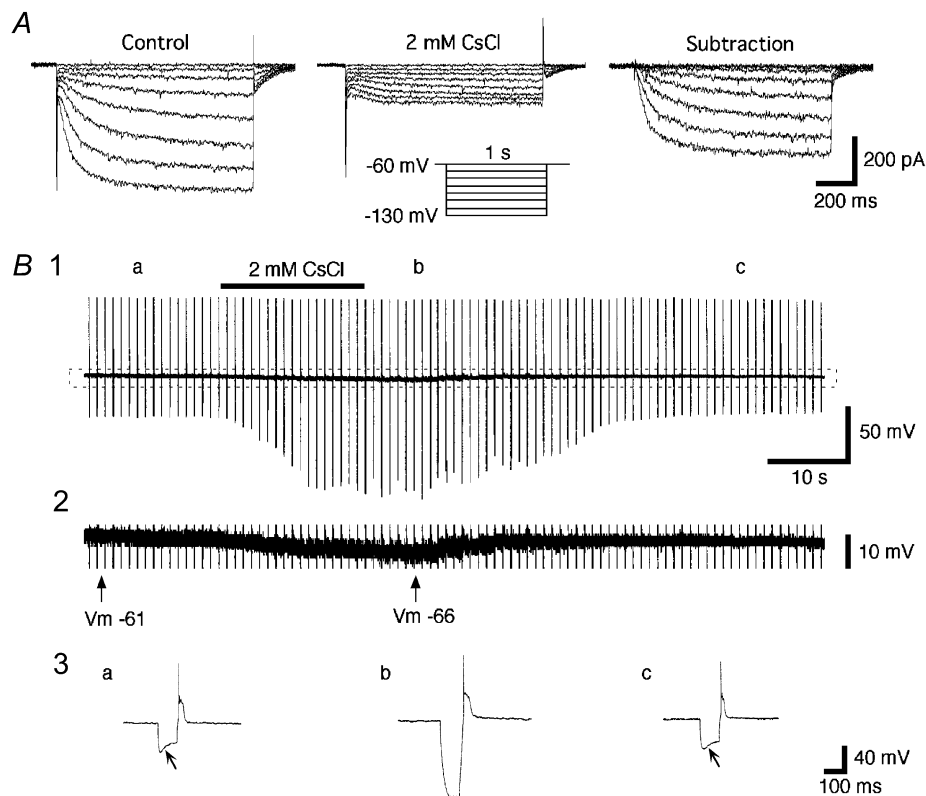 A
Control
2 mM CsCl
Subtraction
-60 mV
1 s
-130 mV
200 pA
200 ms
B 1
a
2 mM CsCl
b
c
50 mV
10 s
2
10 mV
Vm -61
Vm -66
3
a
b
c
40 mV
100 ms